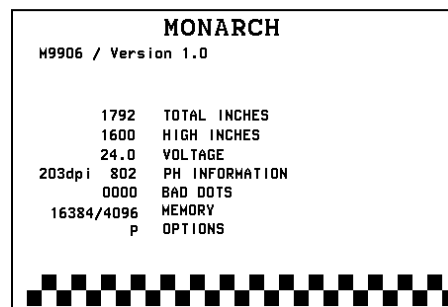 MONARCH
M9906 / Version 1.0
1792 TOTAL INCHES
1600 HIGH INCHES
24.0 VOLTAGE
203dpi 802 PH INFORMATION
0000 BAD DOTS
16384/4096 MEMORY
P OPTIONS